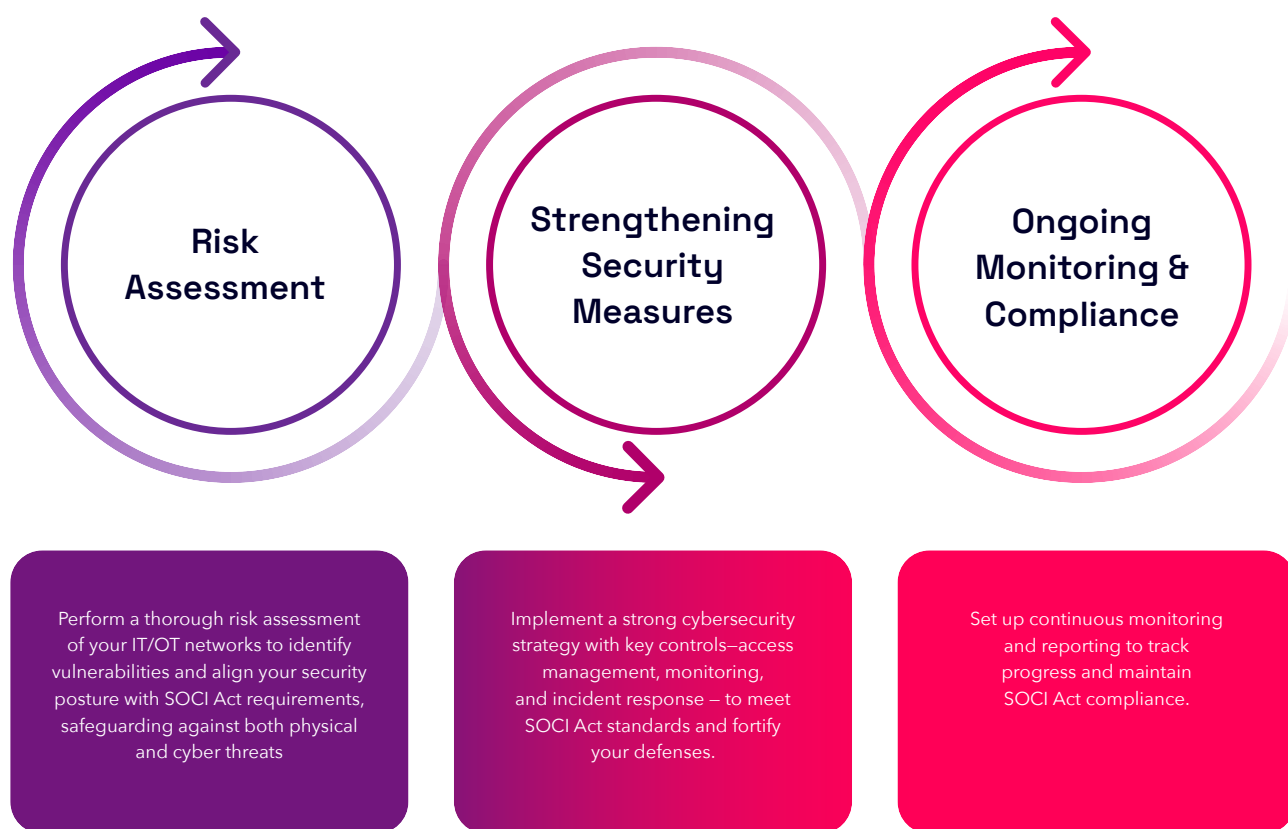 Risk
Assessment
Strengthening
Security
Measures
Ongoing
Monitoring &
Compliance
Perform a thorough risk assessment
of your IT/OT networks to identify
vulnerabilities and align your security
posture with SOCI Act requirements,
safeguarding against both physical
and cyber threats
Implement a strong cybersecurity
strategy with key controls—access
management, monitoring,
and incident response – to meet
SOCI Act standards and fortify
your defenses.
Set up continuous monitoring
and reporting to track
progress and maintain
SOCI Act compliance.